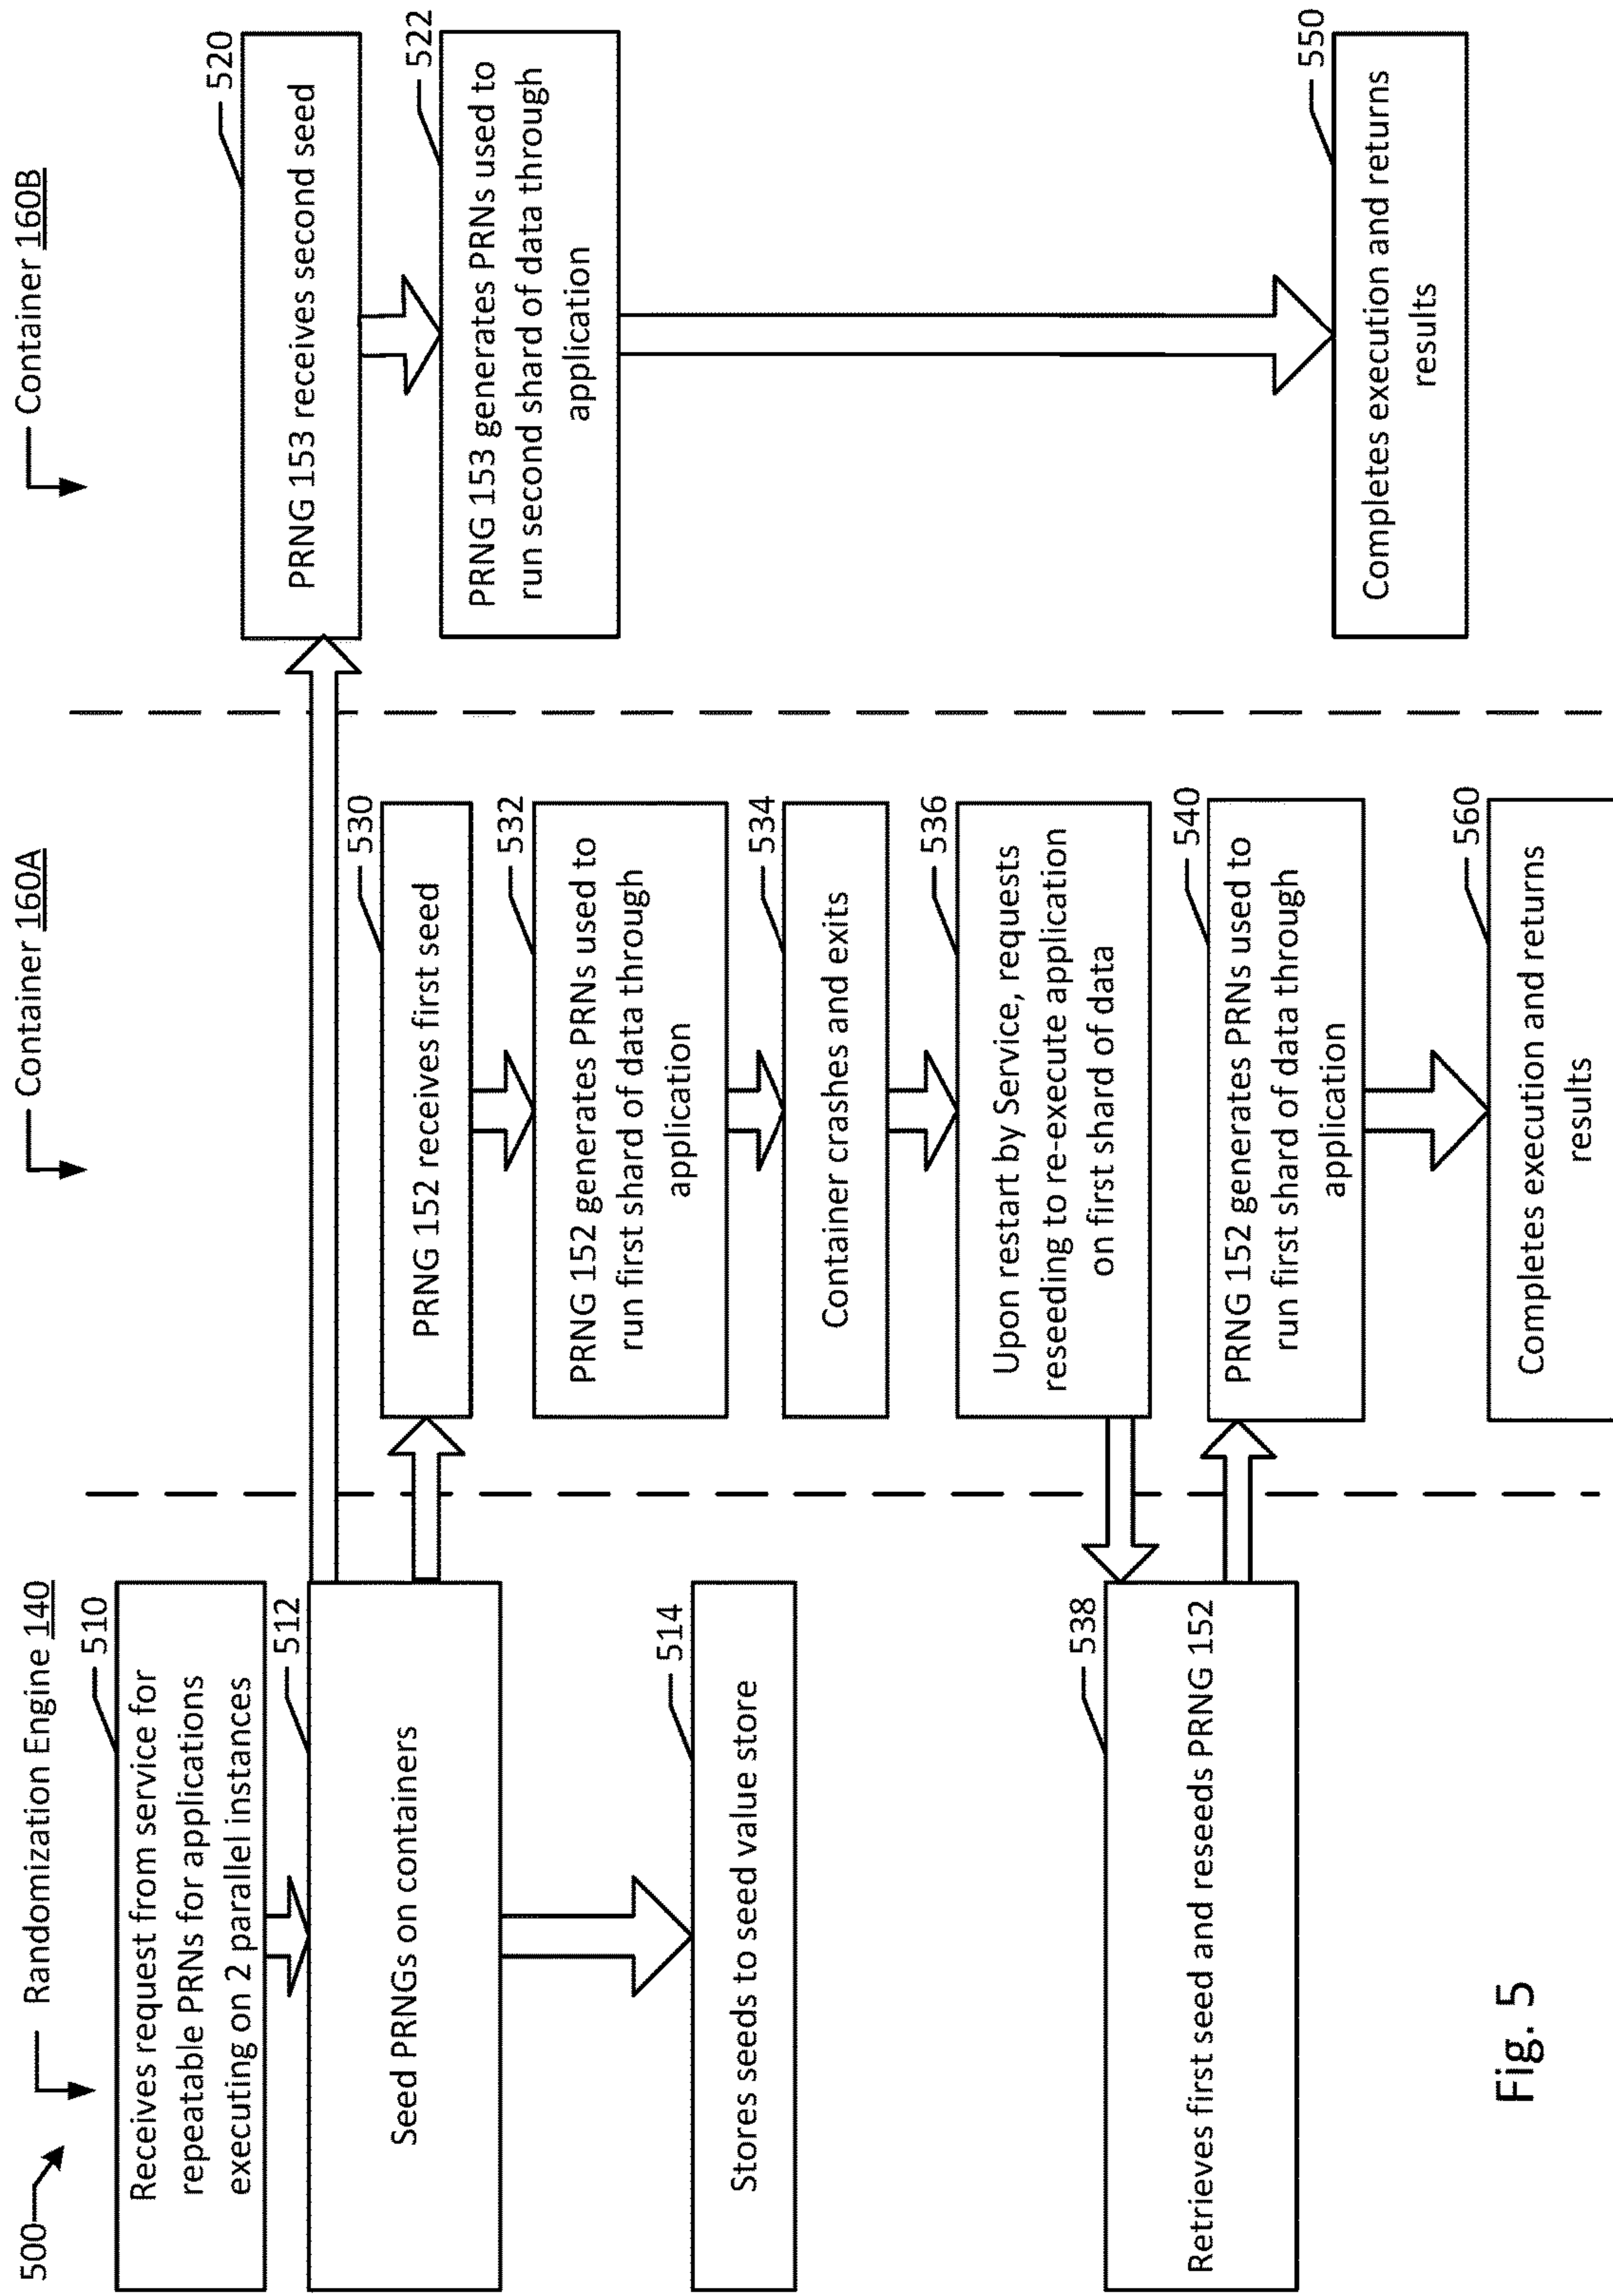 500
Randomization Engine 140
Container 160A
Container 160B
510
Receives request from service for
repeatable PRNs for applications
executing on 2 parallel instances
512
Seed PRNGs on containers
514
Stores seeds to seed value store
520
PRNG 153 receives second seed
522
PRNG 153 generates PRNs used to
run second shard of data through
application
530
PRNG 152 receives first seed
532
PRNG 152 generates PRNs used to
run first shard of data through
application
534
Container crashes and exits
536
Upon restart by Service, requests
reseeding to re-execute application
on first shard of data
538
Retrieves first seed and reseeds PRNG 152
540
PRNG 152 generates PRNs used to
run first shard of data through
application
550
Completes execution and returns
results
560
Completes execution and returns
results
Fig. 5